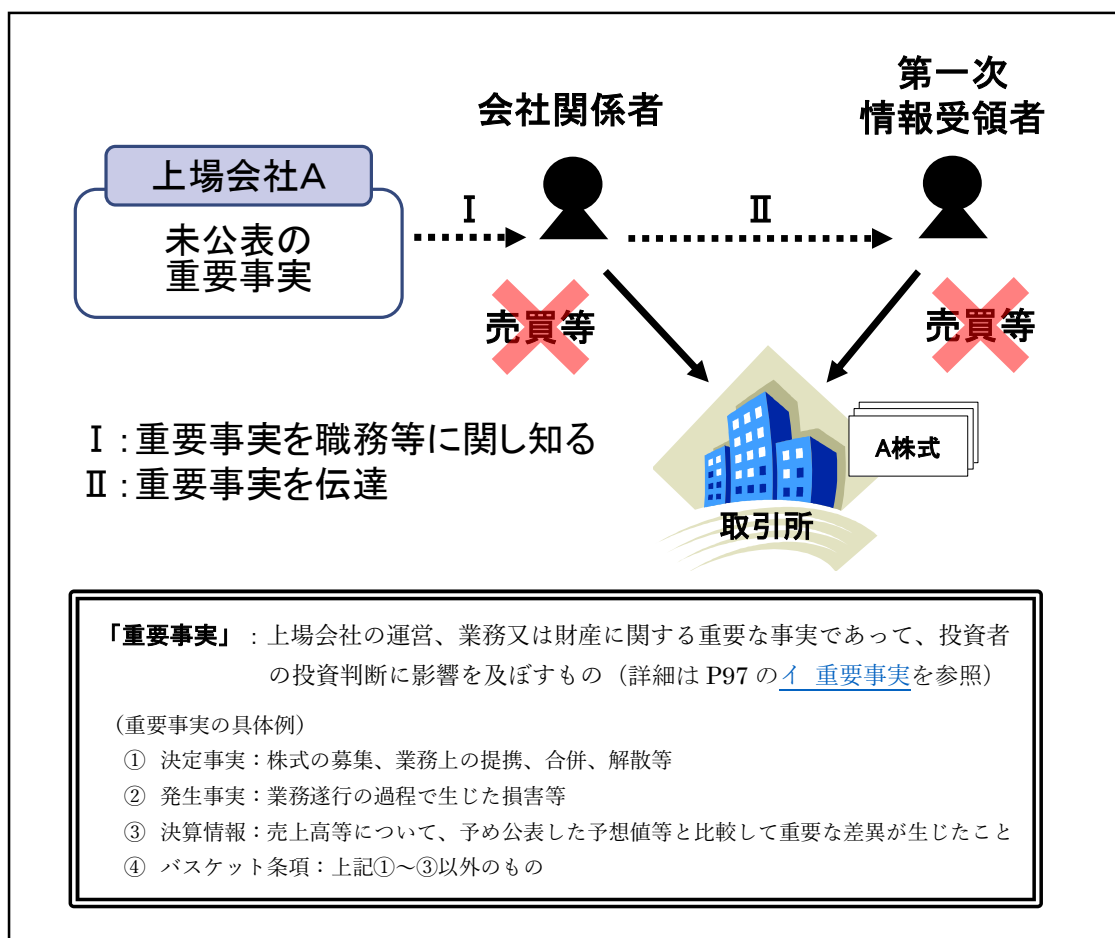 会社関係者
第一次
情報受領者
上場会社A
未公表の
重要事実
Ⅰ
Ⅱ
売買等
売買等
A株式
取引所
Ⅰ：重要事実を職務等に関し知る
Ⅱ：重要事実を伝達
「重要事実」：上場会社の運営、業務又は財産に関する重要な事実であって、投資者
の投資判断に影響を及ぼすもの（詳細は P97 のイ 重要事実を参照）
（重要事実の具体例）
① 決定事実：株式の募集、業務上の提携、合併、解散等
② 発生事実：業務遂行の過程で生じた損害等
③ 決算情報：売上高等について、予め公表した予想値等と比較して重要な差異が生じたこと
④ バスケット条項：上記①～③以外のもの